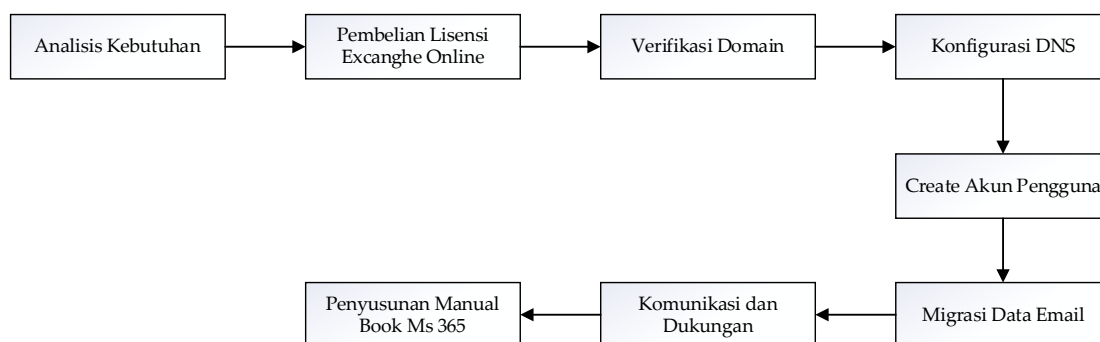 Analisis Kebutuhan
Pembelian Lisensi
Excanghe Online
Verifikasi Domain
Konfigurasi DNS
Create Akun Pengguna
Migrasi Data Email
Komunikasi dan
Dukungan
Penyusunan Manual
Book Ms 365